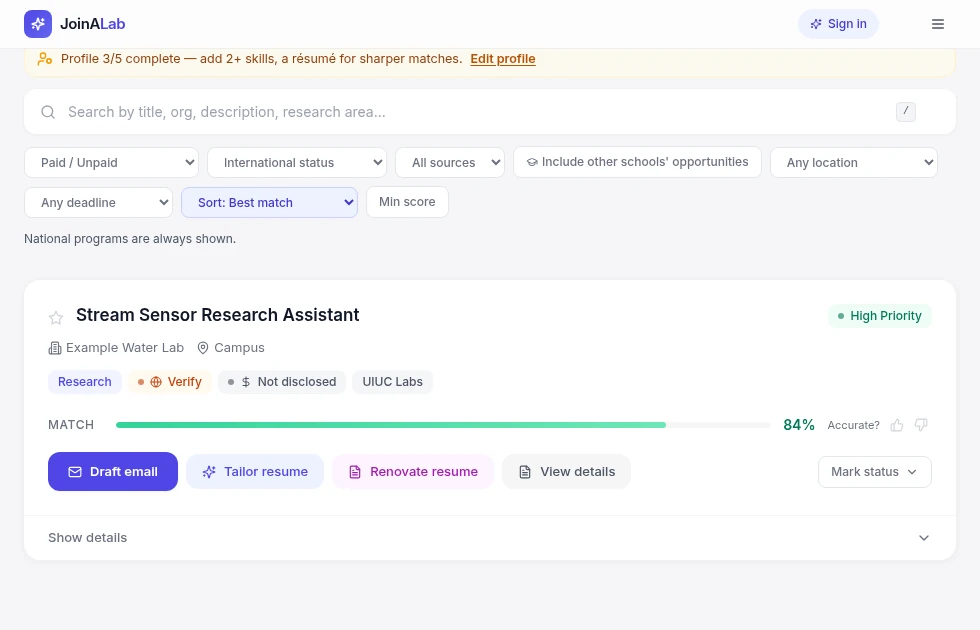 JoinALab
Sign in
Profile 3/5 complete — add 2+ skills, a résumé for sharper matches. Edit profile
Search by title, org, description, research area...
/
Paid / Unpaid
International status
All sources
Include other schools' opportunities
Any location
Any deadline
Sort: Best match
Min score
National programs are always shown.
Stream Sensor Research Assistant
High Priority
Example Water Lab
Campus
Research
Verify
$ Not disclosed
UIUC Labs
MATCH
84%
Accurate?
Draft email
Tailor resume
Renovate resume
View details
Mark status
Show details